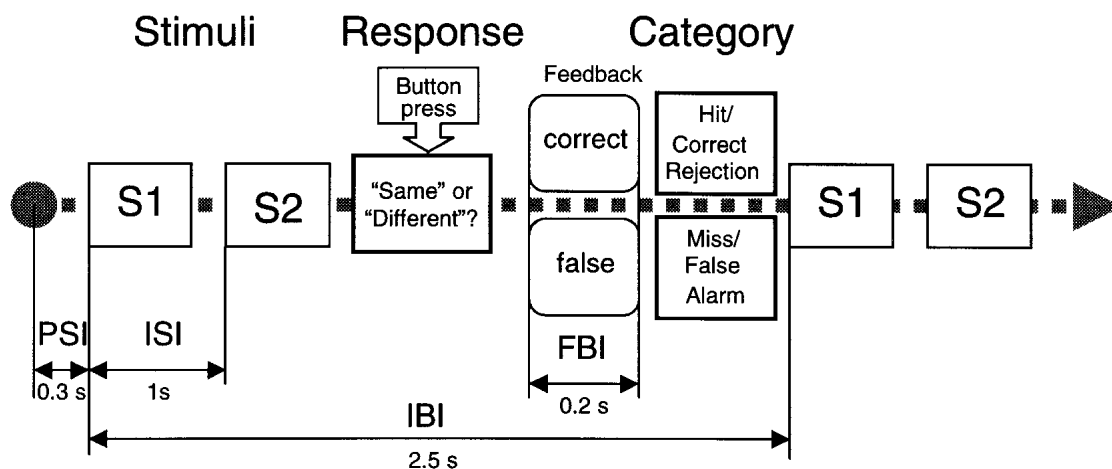 Stimuli
Response
Category
Button
press
Feedback
correct
Hit/
Correct
Rejection
S1
S2
"Same" or
"Different"?
false
Miss/
False
Alarm
S1
S2
PSI
0.3 s
ISI
1s
FBI
0.2 s
IBI
2.5 s